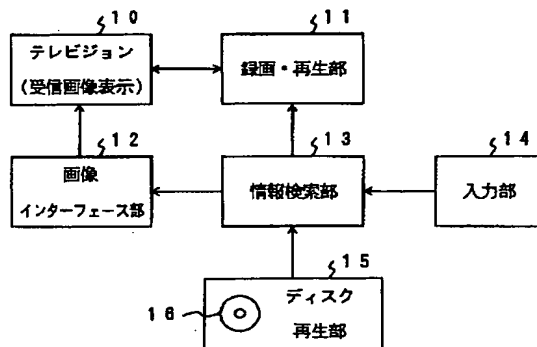 １０
テレビジョン
(受信画像表示)
１１
録画・再生部
１２
画像
インターフェース部
１３
情報検索部
１４
入力部
１５
ディスク
再生部
１６